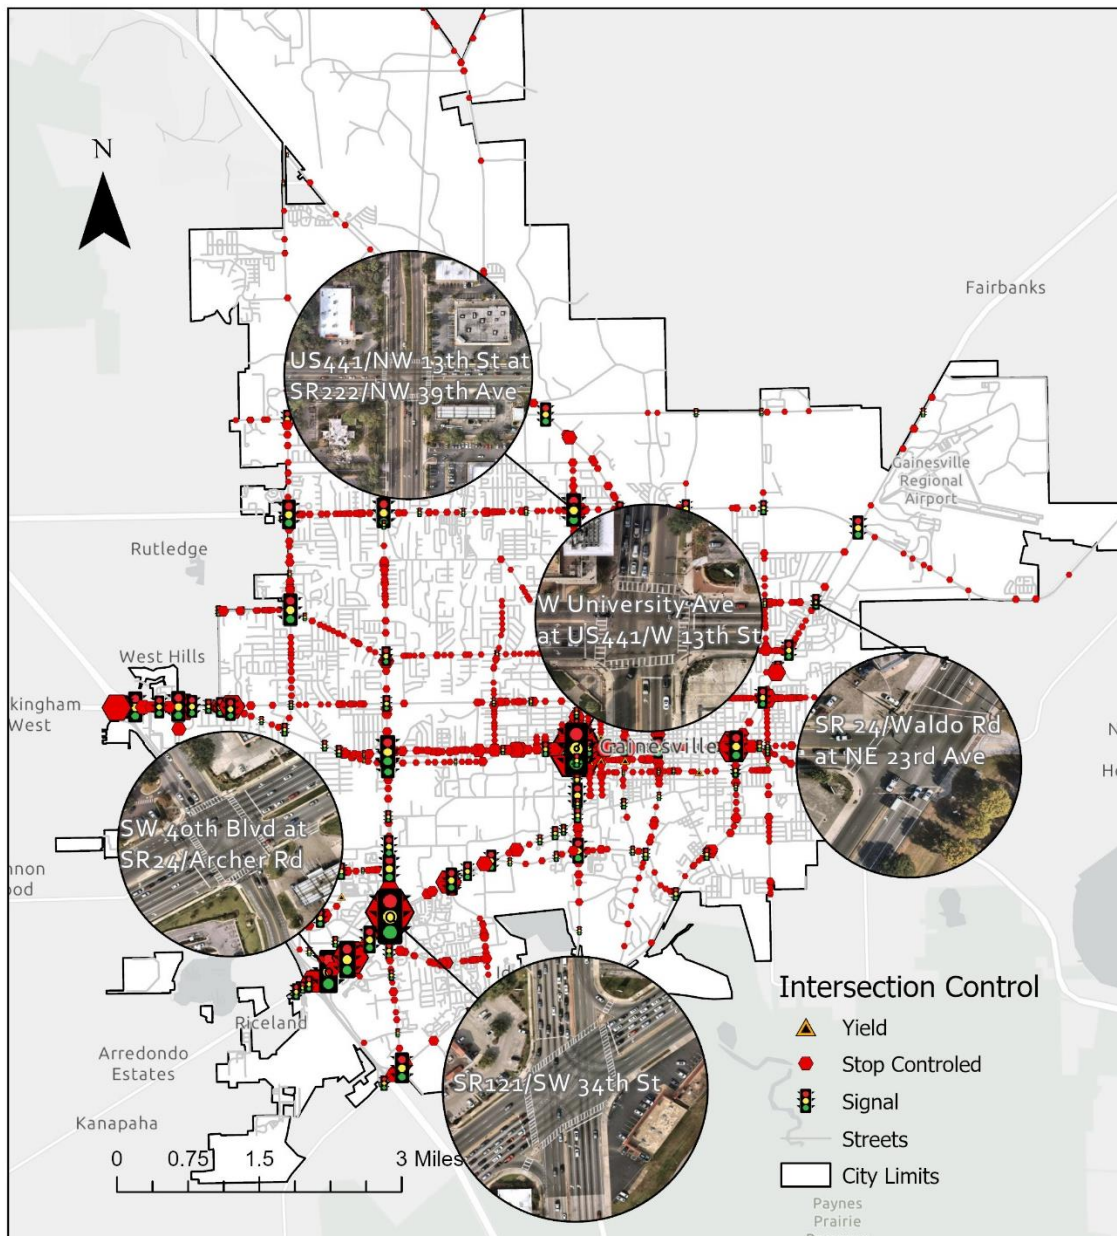 N
Fairbanks
US441/NW 13th St at
SR222/NW 39th Ave
Gainesville
Regional
Airport
Rutledge
W University Ave
at US441/W 13th St
West Hills
kingham
West
SR 24/Waldo Rd
at NE 23rd Ave
Gainesville
N
Ho
SW 40th Blvd at
SR24/Archer Rd
nnon
ood
Id
Riceland
Arredondo
Estates
Kanapaha
SR121/SW 34th St
Intersection Control
Yield
Stop Controled
Signal
Streets
City Limits
0 0.75 1.5 3 Miles
Paynes
Prairie